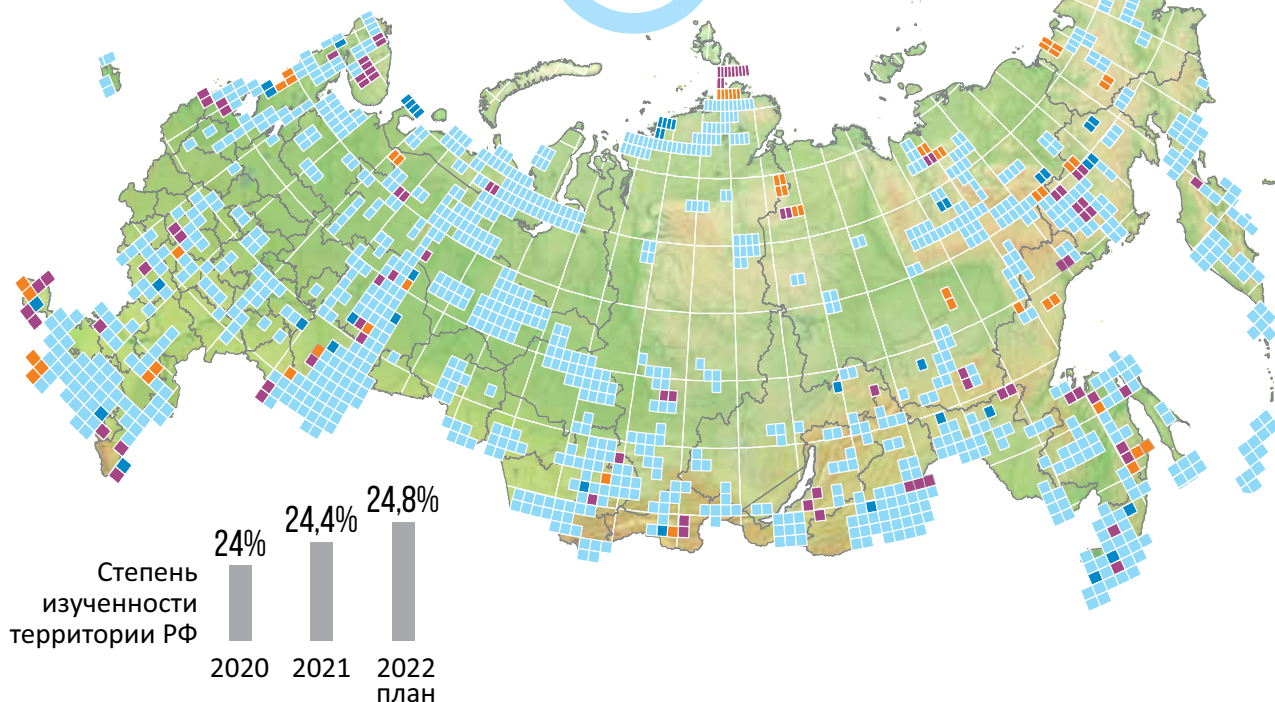 24%
24,4%
24,8%
Степень
изученности
территории РФ
2020
2021
2022
план